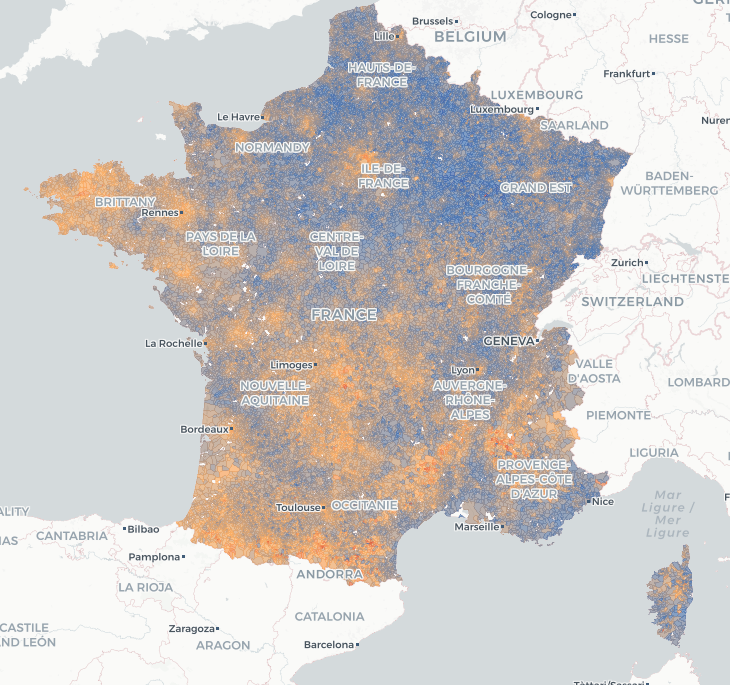 Brussels
Cologne
BELGIUM
HESSE
Lille
HAUTS-DE-
FRANCE
Frankfurt
LUXEMBOURG
Luxembourg
SAARLAND
Le Havre
NORMANDY
ILE-DE-
FRANCE
GRAND EST
BADEN-
WÜRTTEMBERG
BRITTANY
Rennes
PAYS DE LA
LOIRE
CENTRE-
VAL DE
LOIRE
BOURGOGNE-
FRANCHE-
COMTÉ
Zurich
LIECHTENSTE
SWITZERLAND
FRANCE
La Rochelle
GENEVA
Limoges
Lyon
VALLE
D'AOSTA
LOMBARD
NOUVELLE-
AQUITAINE
AUVERGNE-
RHÔNE-
ALPES
PIEMONTE
Bordeaux
LIGURIA
PROVENCE-
ALPES-CÔTE
D'AZUR
Toulouse
OCCITANIE
Nice
Marseille
Mar
Ligure /
Mer
Ligure
ALITY
Bilbao
CANTABRIA
IAS
Pamplona
ANDORRA
LA RIOJA
CATALONIA
CASTILE
ND LEÓN
Zaragoza
ARAGON
Barcelona